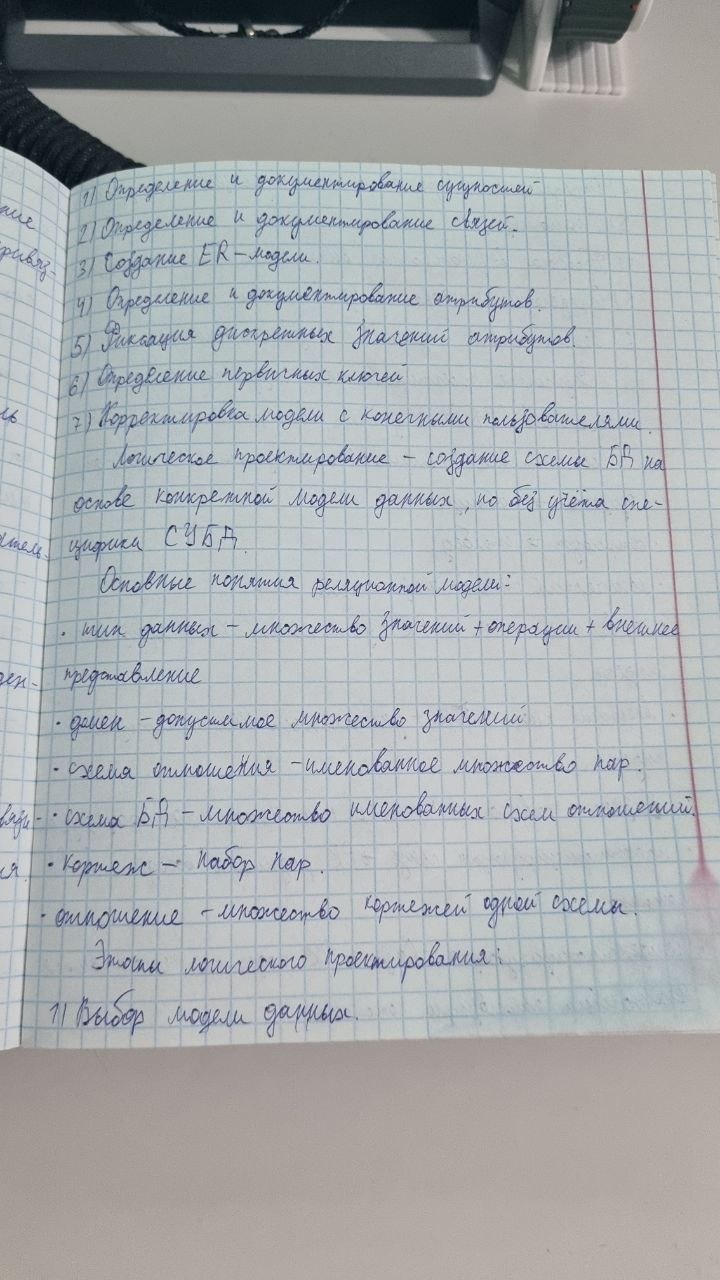 1) Определение и документирование сущностей
2) Определение и документирование связей.
3) Создание ER-модели.
4) Определение и документирование атрибутов.
5) Фиксация дискретных значений атрибутов.
6) Определение первичных ключей
7) Корректировка модели с конечными пользователями.
Логическое проектирование – создание схемы БД на
основе конкретной модели данных, но без учёта спе-
цифики СУБД.
Основные понятия реляционной модели:
· тип данных – множество значений + операции + внешнее
представление
· домен – допустимое множество значений
· схема отношения – именованное множество пар.
· схема БД – множество именованных схем отношений.
· кортеж – набор пар.
· отношение – множество кортежей одной схемы.
Этапы логического проектирования:
1) Выбор модели данных.